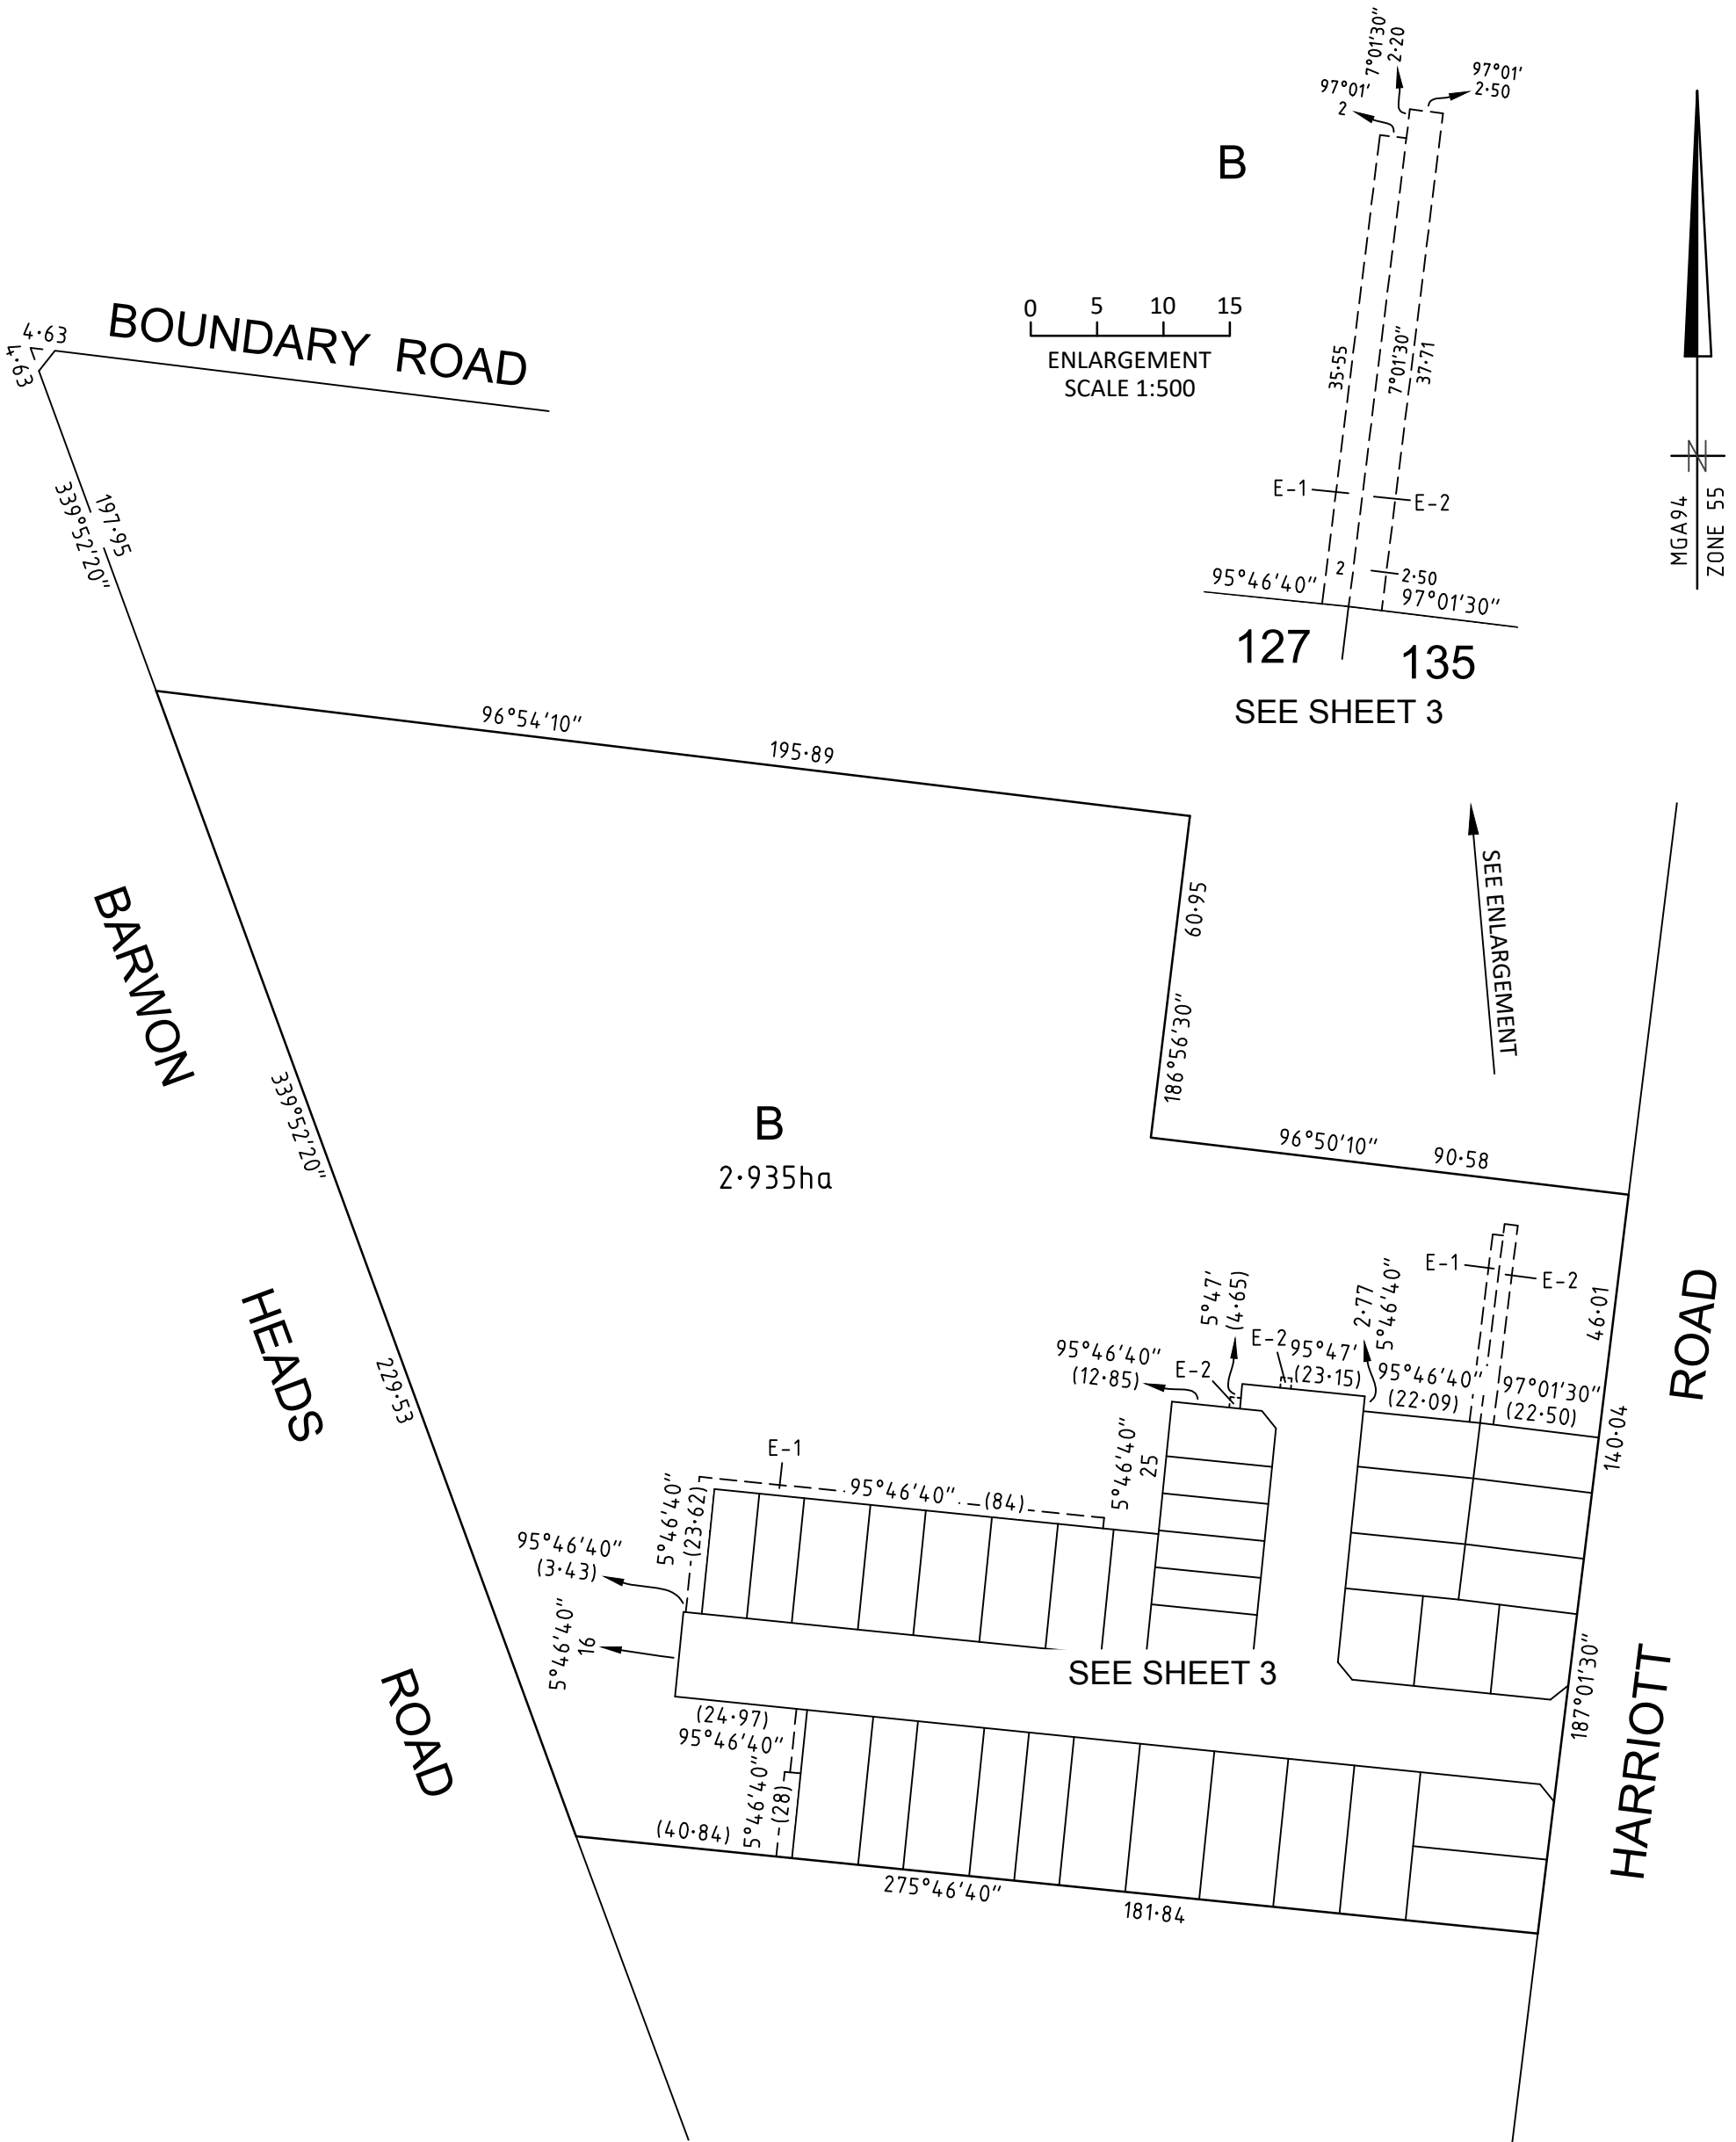 7°01'30"
2·20
97°01'
2·50
97°01'
2
B
0 5 10 15
ENLARGEMENT
SCALE 1:500
35·55
7°01'30"
37·71
E-1
E-2
2
2·50
95°46'40"
97°01'30"
127
135
SEE SHEET 3
MGA94
ZONE 55
N
BOUNDARY ROAD
4·63
4·63
197·95
339°52'20"
96°54'10"
195·89
60·95
186°56'30"
SEE ENLARGEMENT
BARWON
HEADS
ROAD
339°52'20"
229·53
B
2·935ha
96°50'10"
90·58
E-1
E-2
46·01
ROAD
HARRIOTT
5°47'
(4·65)
2·77
5°46'40"
95°46'40"
(12·85)
E-2
E-2
95°47'
(23·15)
95°46'40"
(22·09)
97°01'30"
(22·50)
140·04
5°46'40"
25
E-1
95°46'40"
(84)
5°46'40"
(23·62)
95°46'40"
(3·43)
5°46'40"
16
SEE SHEET 3
187°01'30"
(24·97)
95°46'40"
5°46'40"
(28)
(40·84)
275°46'40"
181·84